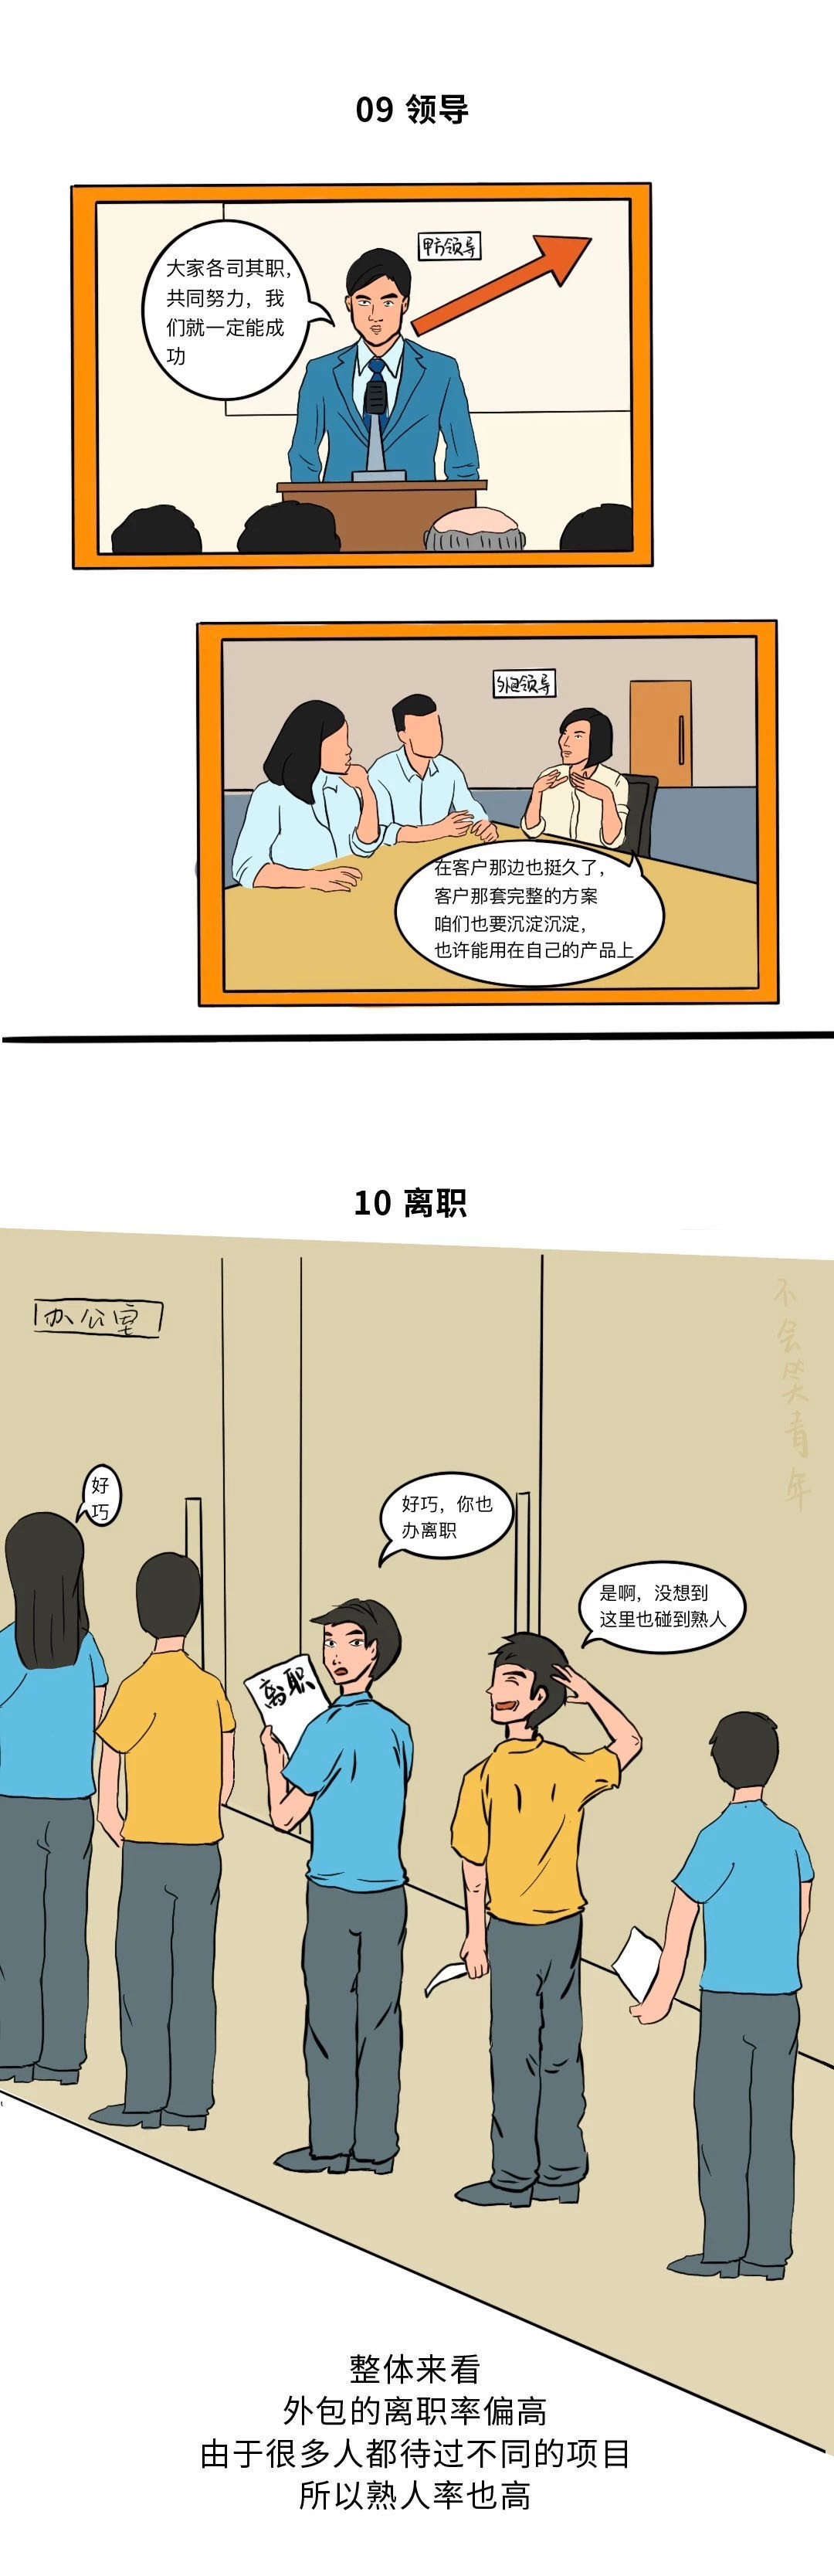 09 领导
甲方领导
大家各司其职，
共同努力，我
们就一定能成
功
外包领导
在客户那边也挺久了，
客户那套完整的方案
咱们也要沉淀沉淀，
也许能用在自己的产品上
10 离职
办公室
不会笑青年
好
巧
好巧，你也
办离职
是啊，没想到
这里也碰到熟人
离职
整体来看
外包的离职率偏高
由于很多人都待过不同的项目
所以熟人率也高